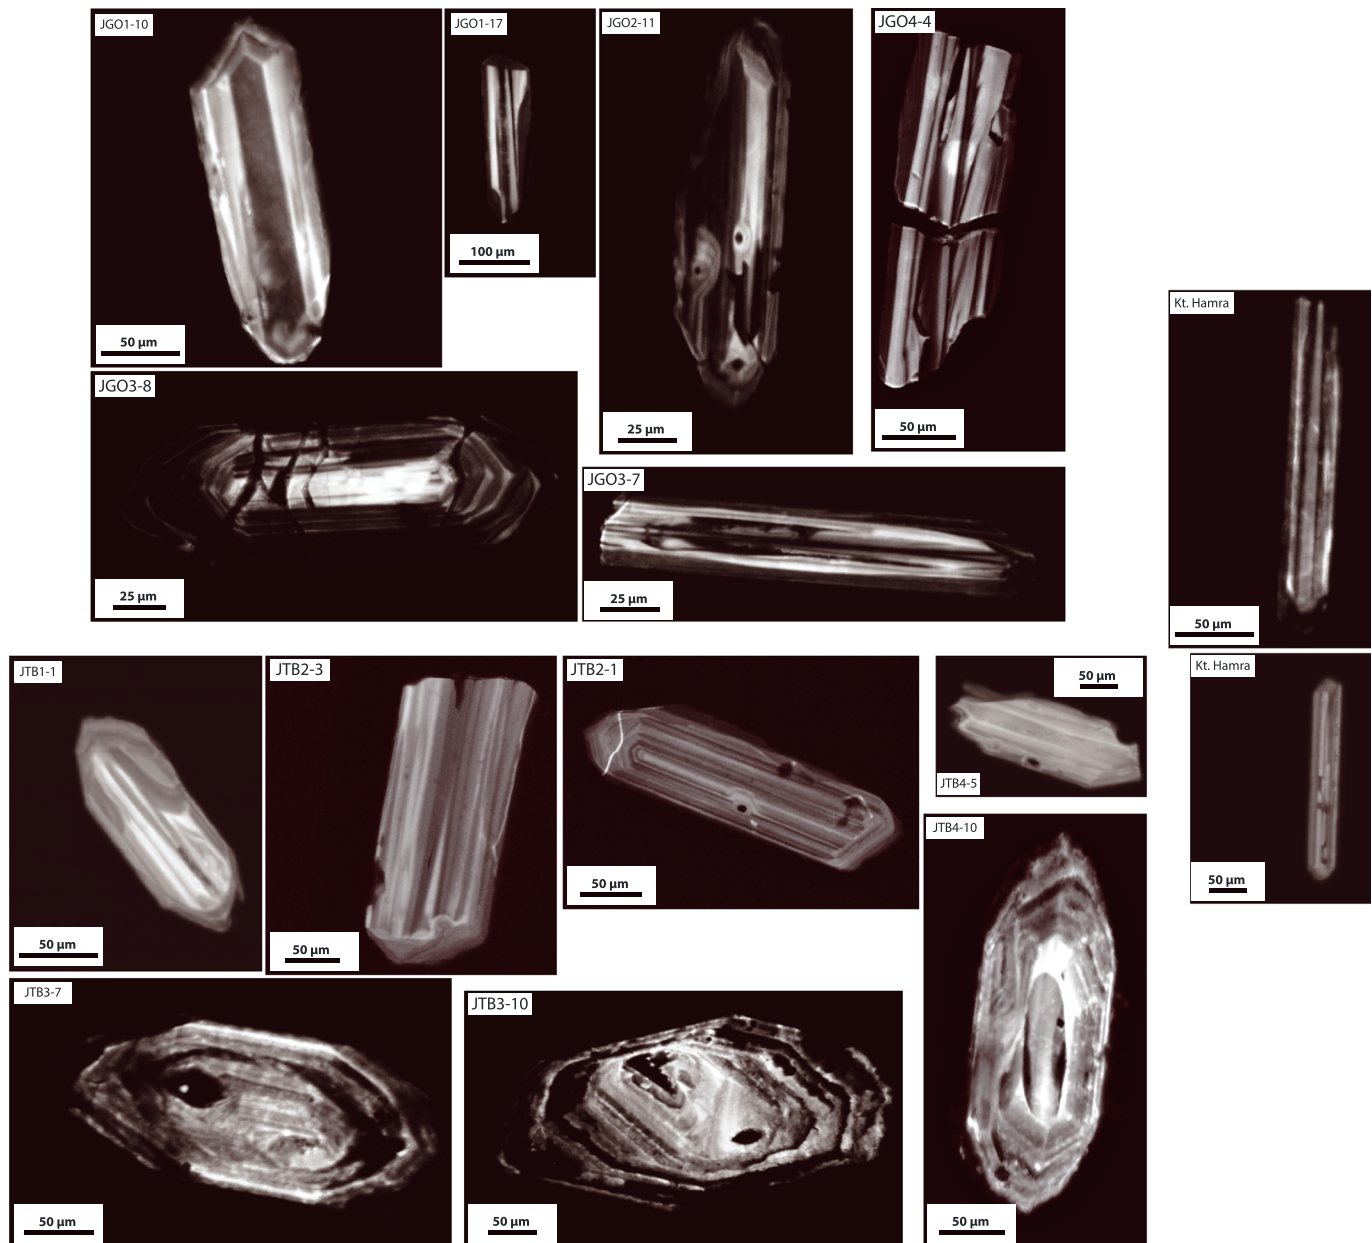 JGO1-10
50 µm
JGO1-17
100 µm
JGO2-11
25 µm
JGO4-4
50 µm
JGO3-8
25 µm
JGO3-7
25 µm
Kt. Hamra
50 µm
Kt. Hamra
50 µm
JTB1-1
50 µm
JTB2-3
50 µm
JTB2-1
50 µm
50 µm
JTB4-5
JTB4-10
50 µm
JTB3-7
50 µm
JTB3-10
50 µm